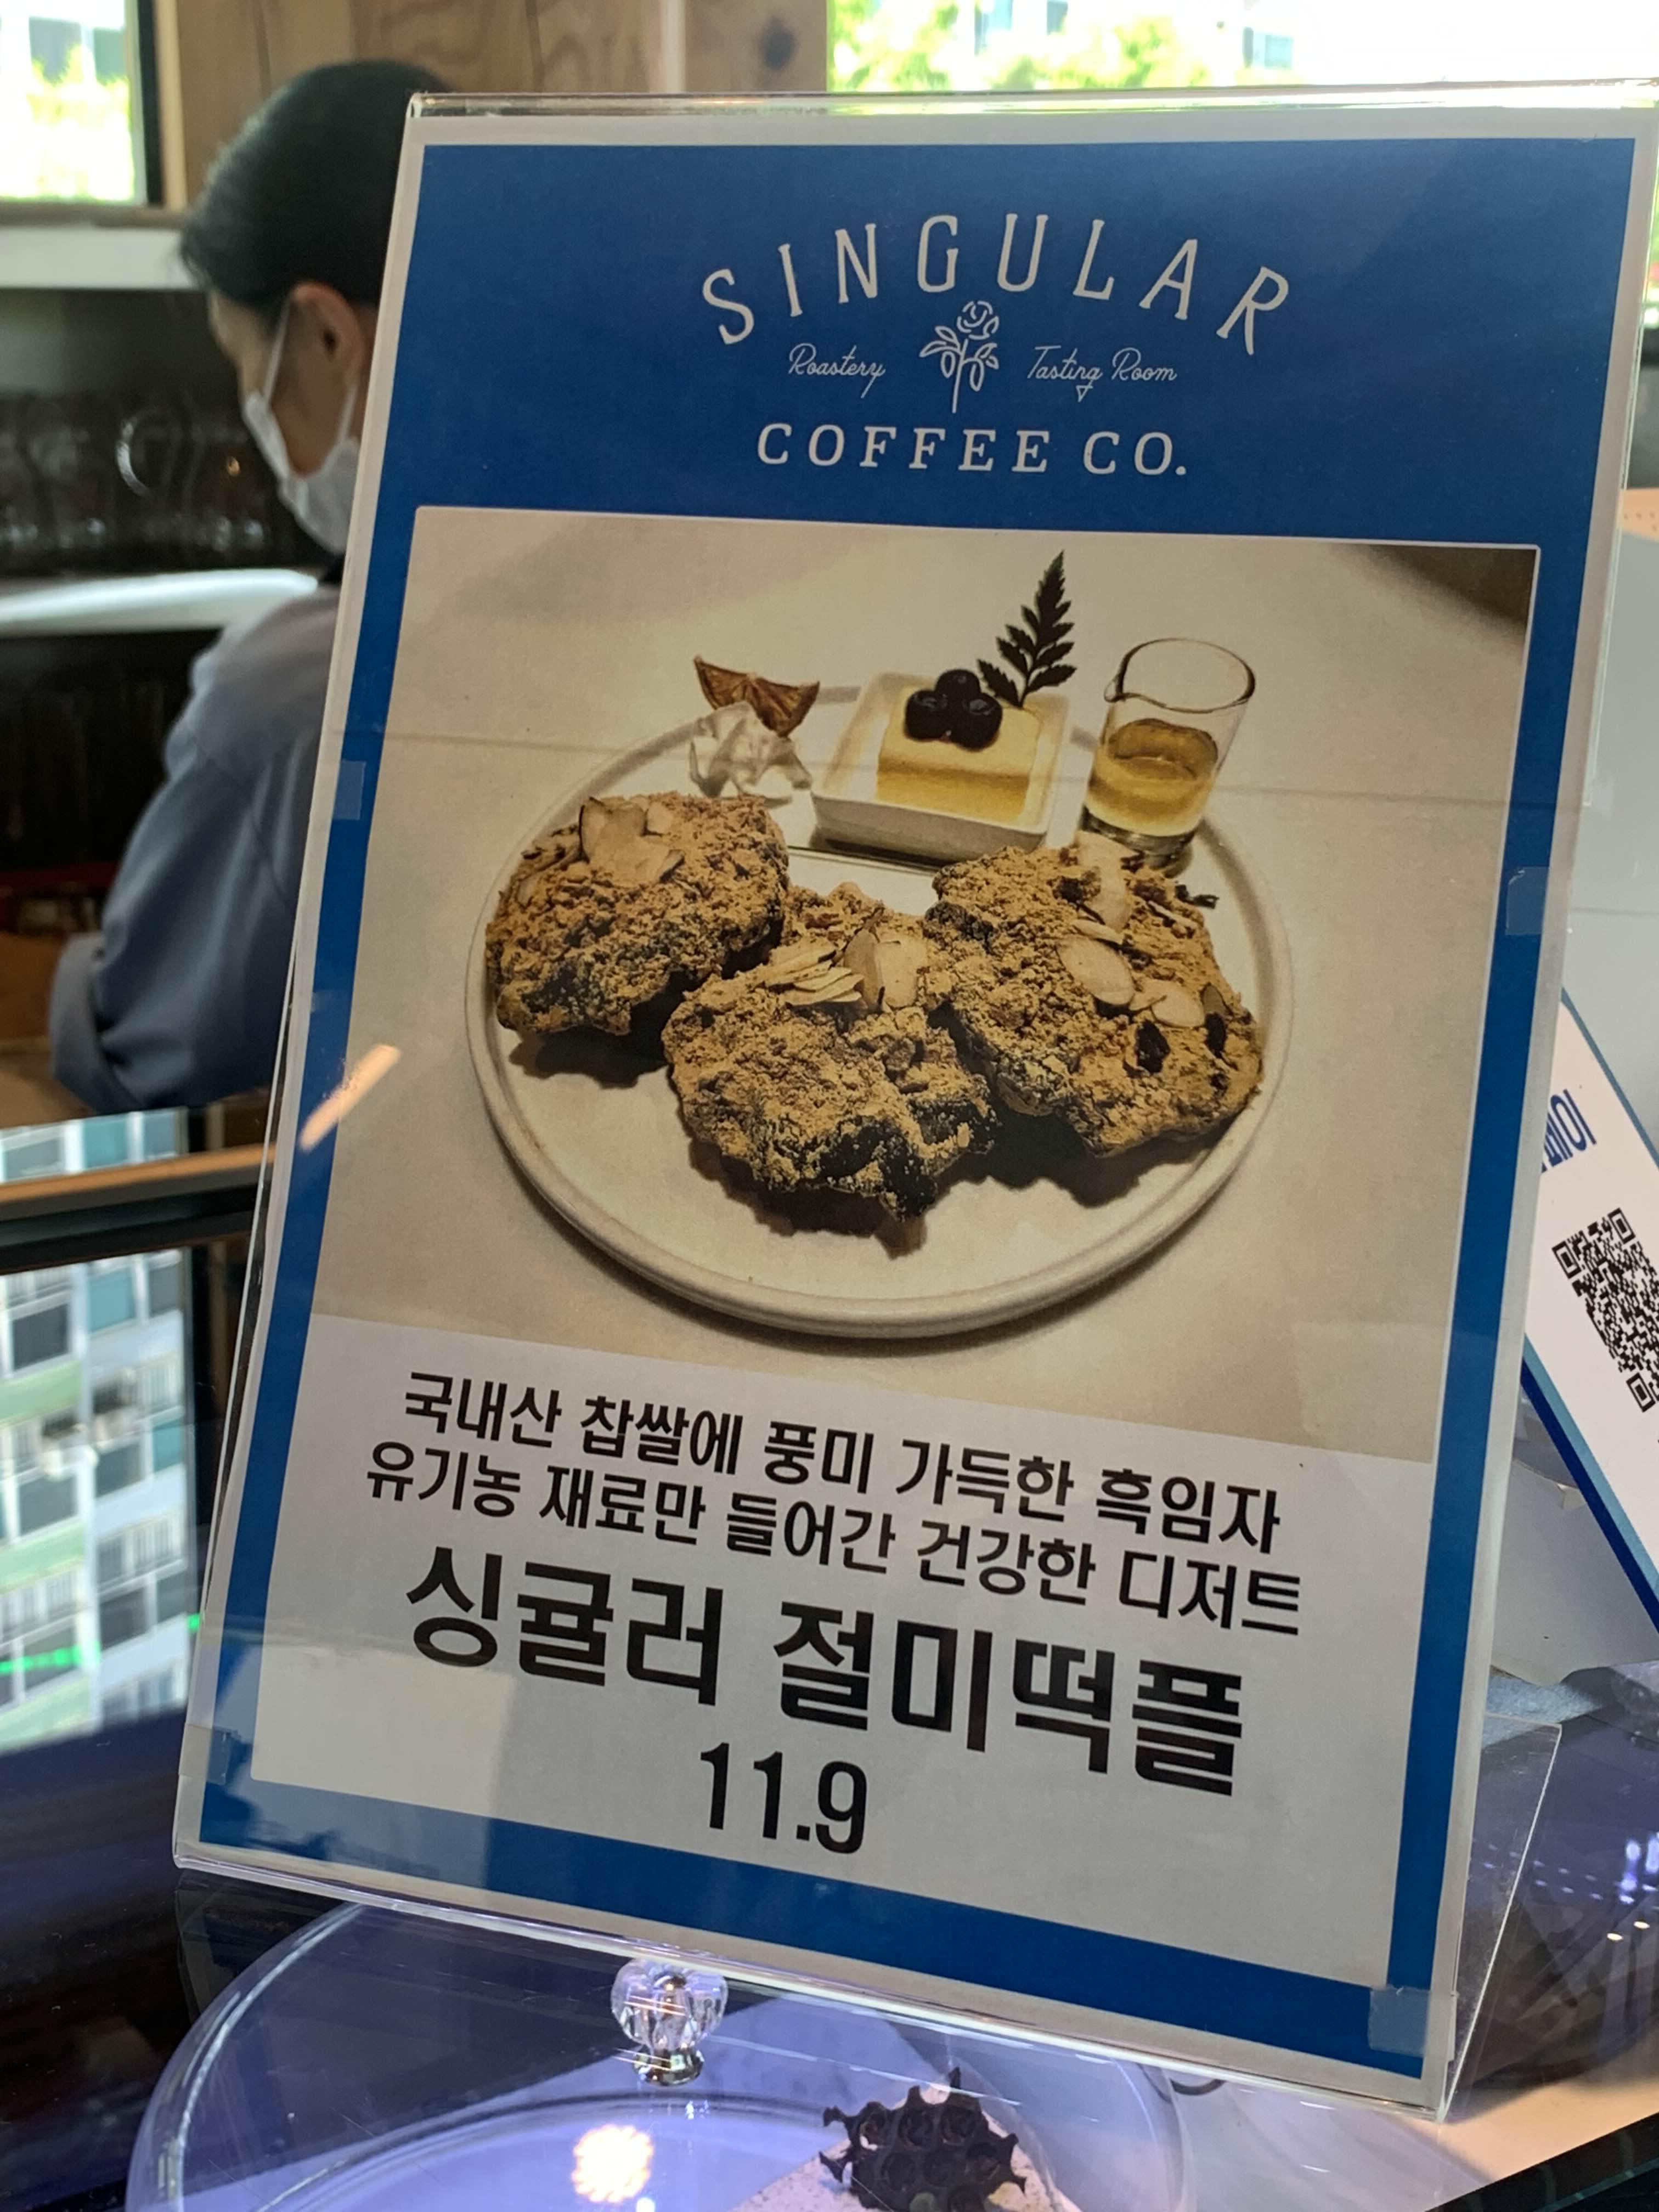 SINGULAR
Roastery Tasting Room
COFFEE CO.
국내산 찹쌀에 풍미 가득한 흑임자
유기농 재료만 들어간 건강한 디저트
싱귤러 절미떡플
11.9